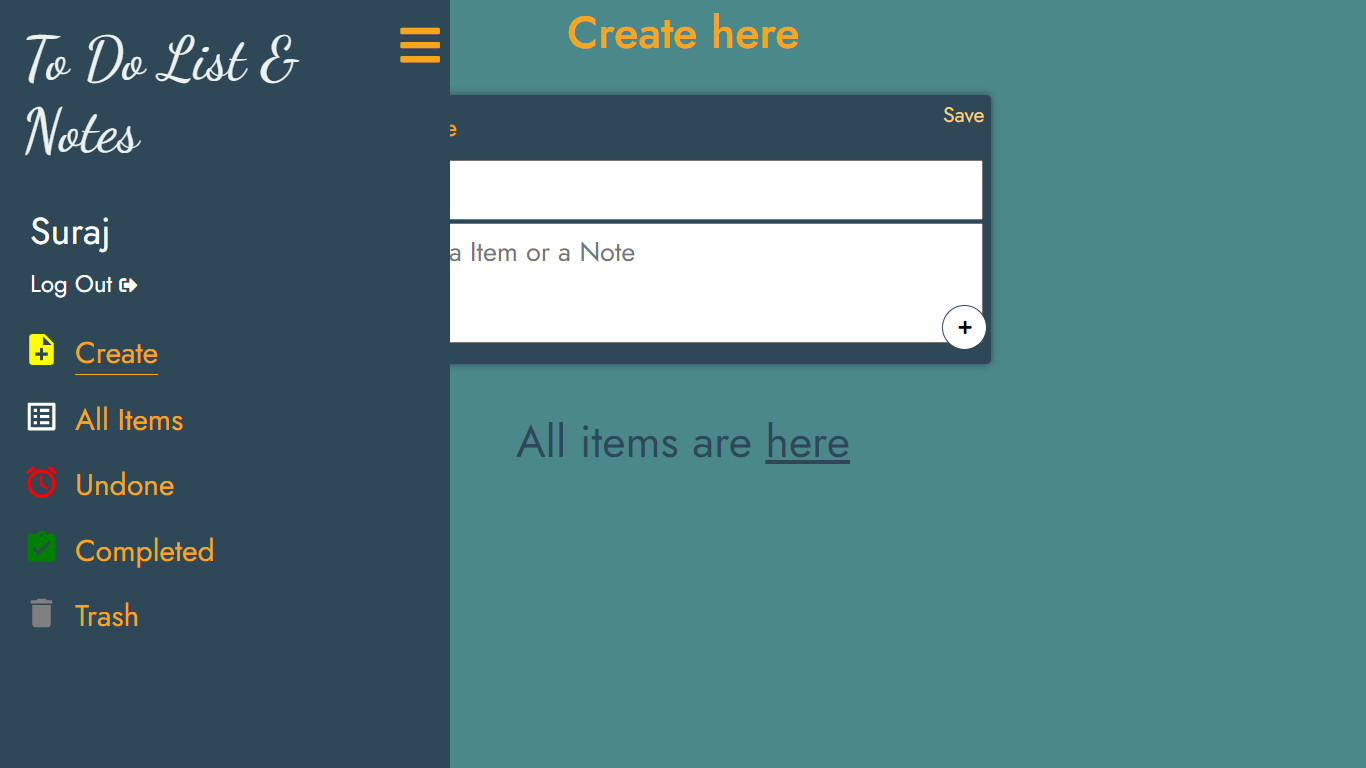 To Do List &
Notes
Suraj
Log Out
Create
All Items
Undone
Completed
Trash
Create here
Save
a Item or a Note
+
All items are here